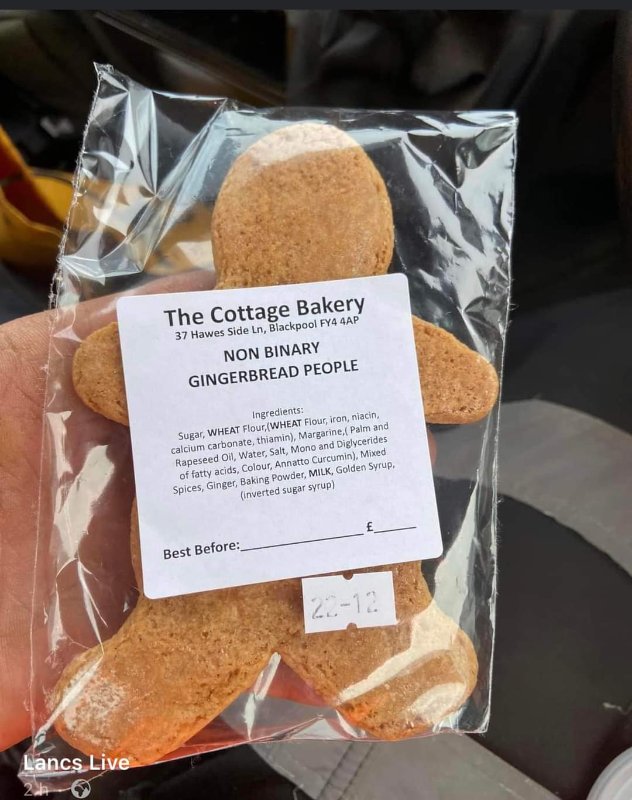 The Cottage Bakery
37 Hawes Side Ln, Blackpool FY4 4AP
NON BINARY
GINGERBREAD PEOPLE
Ingredients:
Sugar, WHEAT Flour,(WHEAT Flour, iron, niacin,
calcium carbonate, thiamin), Margarine,( Palm and
Rapeseed Oil, Water, Salt, Mono and Diglycerides
of fatty acids, Colour, Annatto Curcumin), Mixed
Spices, Ginger, Baking Powder, MILK, Golden Syrup,
(inverted sugar syrup)
Best Before:______________ £_____
22-12
Lancs Live
2 h